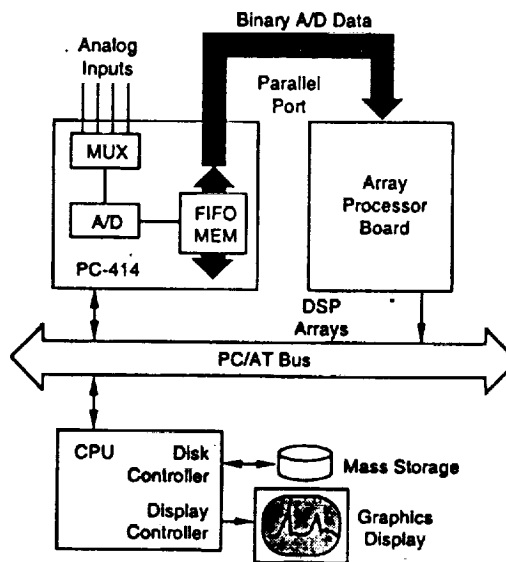 Binary A/D Data
Analog
Inputs
Parallel
Port
MUX
A/D
FIFO
MEM
PC-414
Array
Processor
Board
DSP
Arrays
PC/AT Bus
CPU
Disk
Controller
Mass Storage
Display
Controller
Graphics
Display